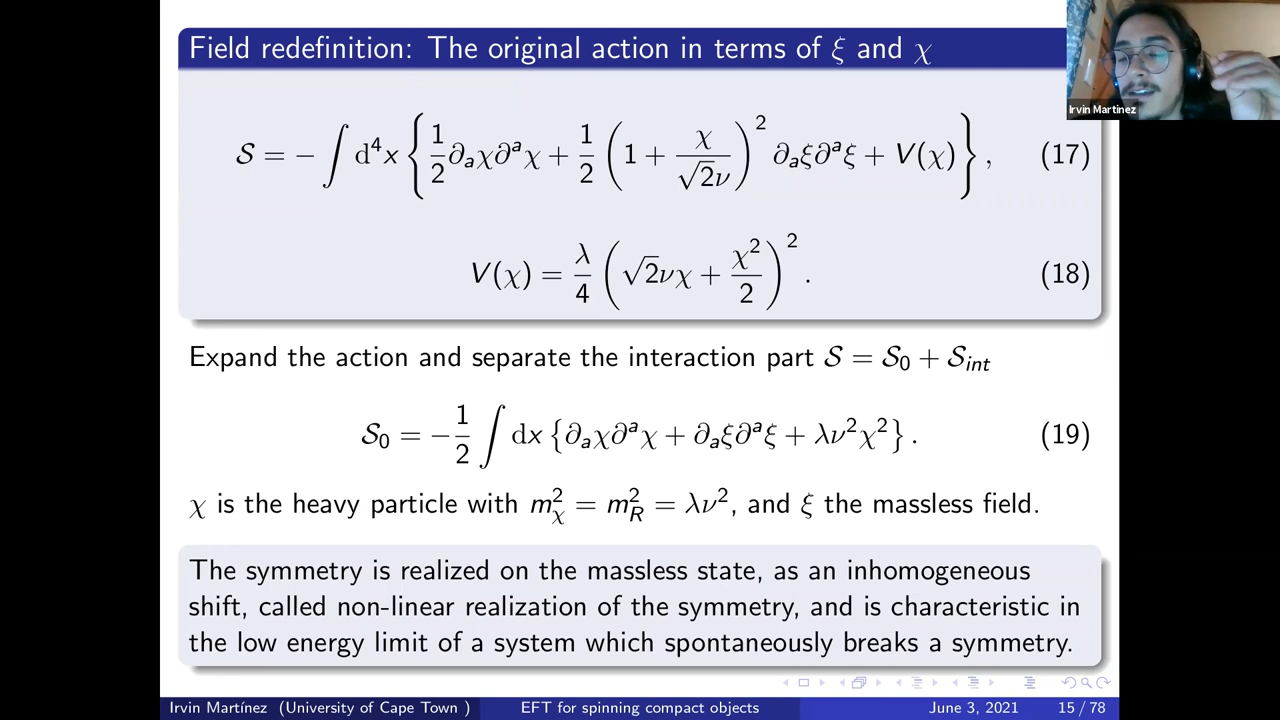 Field redefinition: The original action in terms of ξ and χ
Irvin Martinez
𝒮 = − ∫ d⁴x { 1/2 ∂ₐχ∂ᵃχ + 1/2 (1 + χ/(√2ν))² ∂ₐξ∂ᵃξ + V(χ) } , (17)
V(χ) = λ/4 (√2νχ + χ²/2)² . (18)
Expand the action and separate the interaction part 𝒮 = 𝒮₀ + 𝒮_int
𝒮₀ = −1/2 ∫ dx {∂ₐχ∂ᵃχ + ∂ₐξ∂ᵃξ + λν²χ²} . (19)
χ is the heavy particle with m²_χ = m²_R = λν², and ξ the massless field.
The symmetry is realized on the massless state, as an inhomogeneous
shift, called non-linear realization of the symmetry, and is characteristic in
the low energy limit of a system which spontaneously breaks a symmetry.
Irvin Martínez (University of Cape Town ) EFT for spinning compact objects June 3, 2021 15 / 78